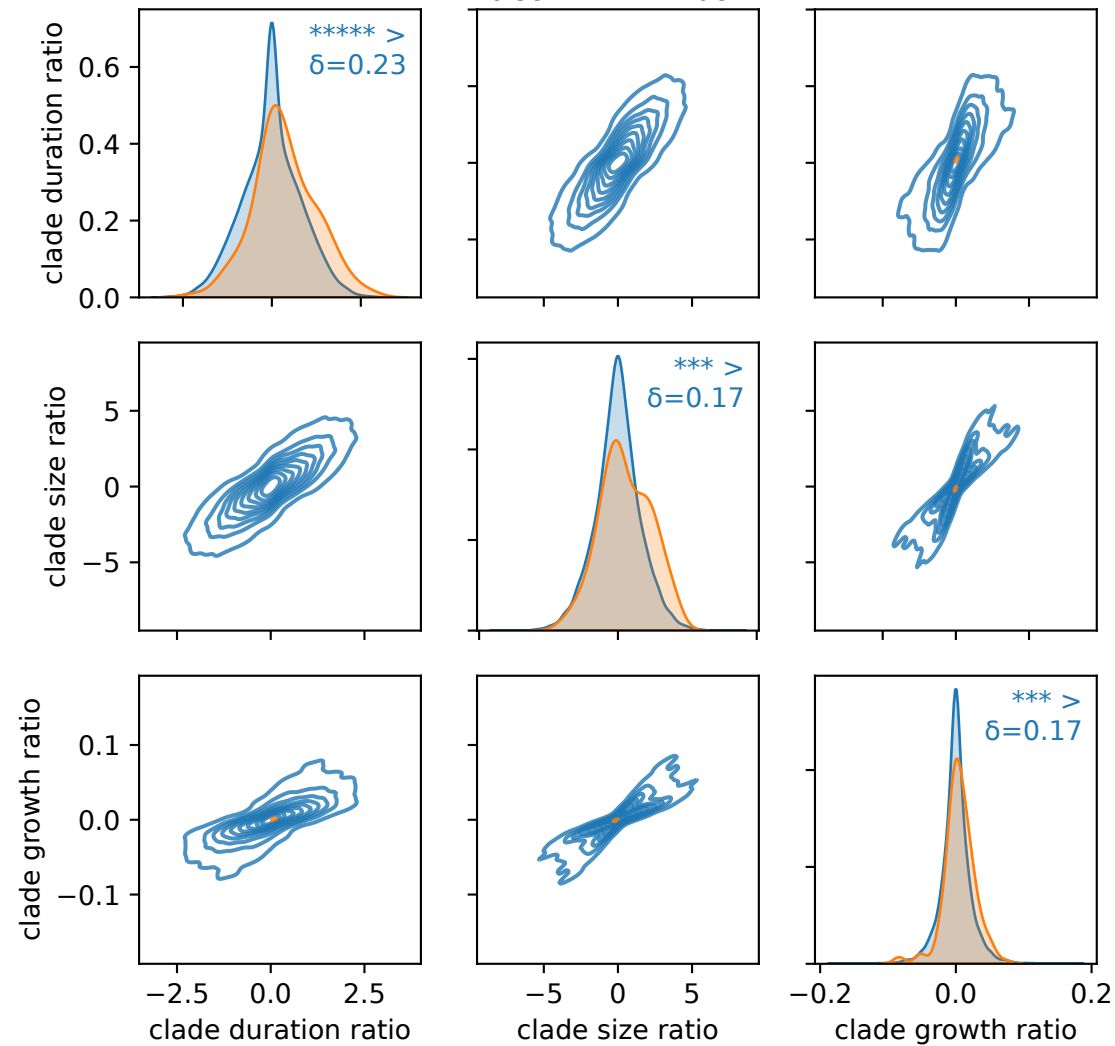 clade duration ratio
0.6
0.4
0.2
0.0
***** >
δ=0.23
clade size ratio
5
0
−5
*** >
δ=0.17
clade growth ratio
0.1
0.0
−0.1
*** >
δ=0.17
−2.5 0.0 2.5
−5 0 5
−0.2 0.0 0.2
clade duration ratio
clade size ratio
clade growth ratio